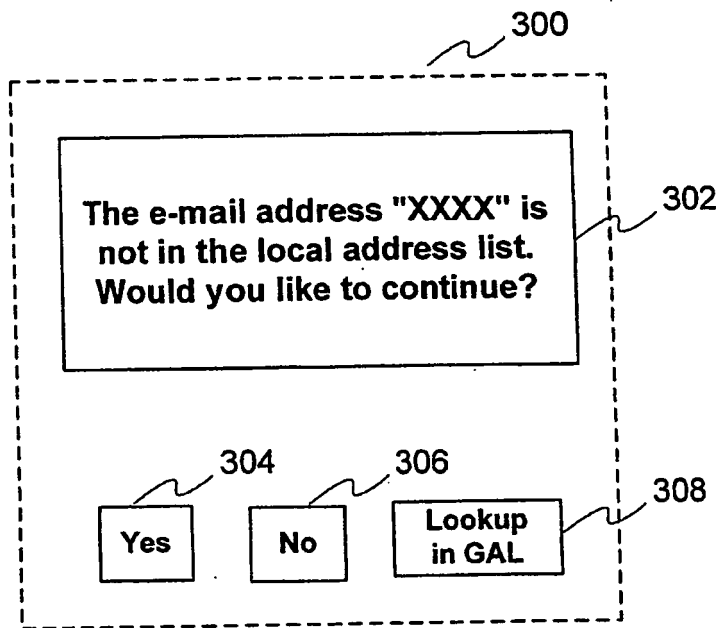 300
The e-mail address "XXXX" is
not in the local address list.
Would you like to continue?
302
304
306
308
Yes
No
Lookup
in GAL